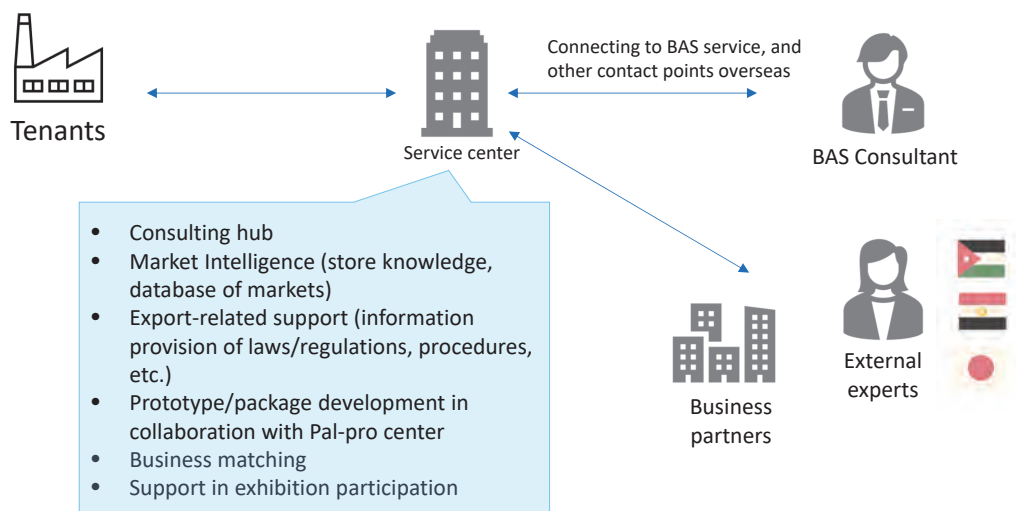 Connecting to BAS service, and
other contact points overseas
Tenants
Service center
BAS Consultant
• Consulting hub
• Market Intelligence (store knowledge,
database of markets)
• Export-related support (information
provision of laws/regulations, procedures,
etc.)
• Prototype/package development in
collaboration with Pal-pro center
• Business matching
• Support in exhibition participation
Business
partners
External
experts